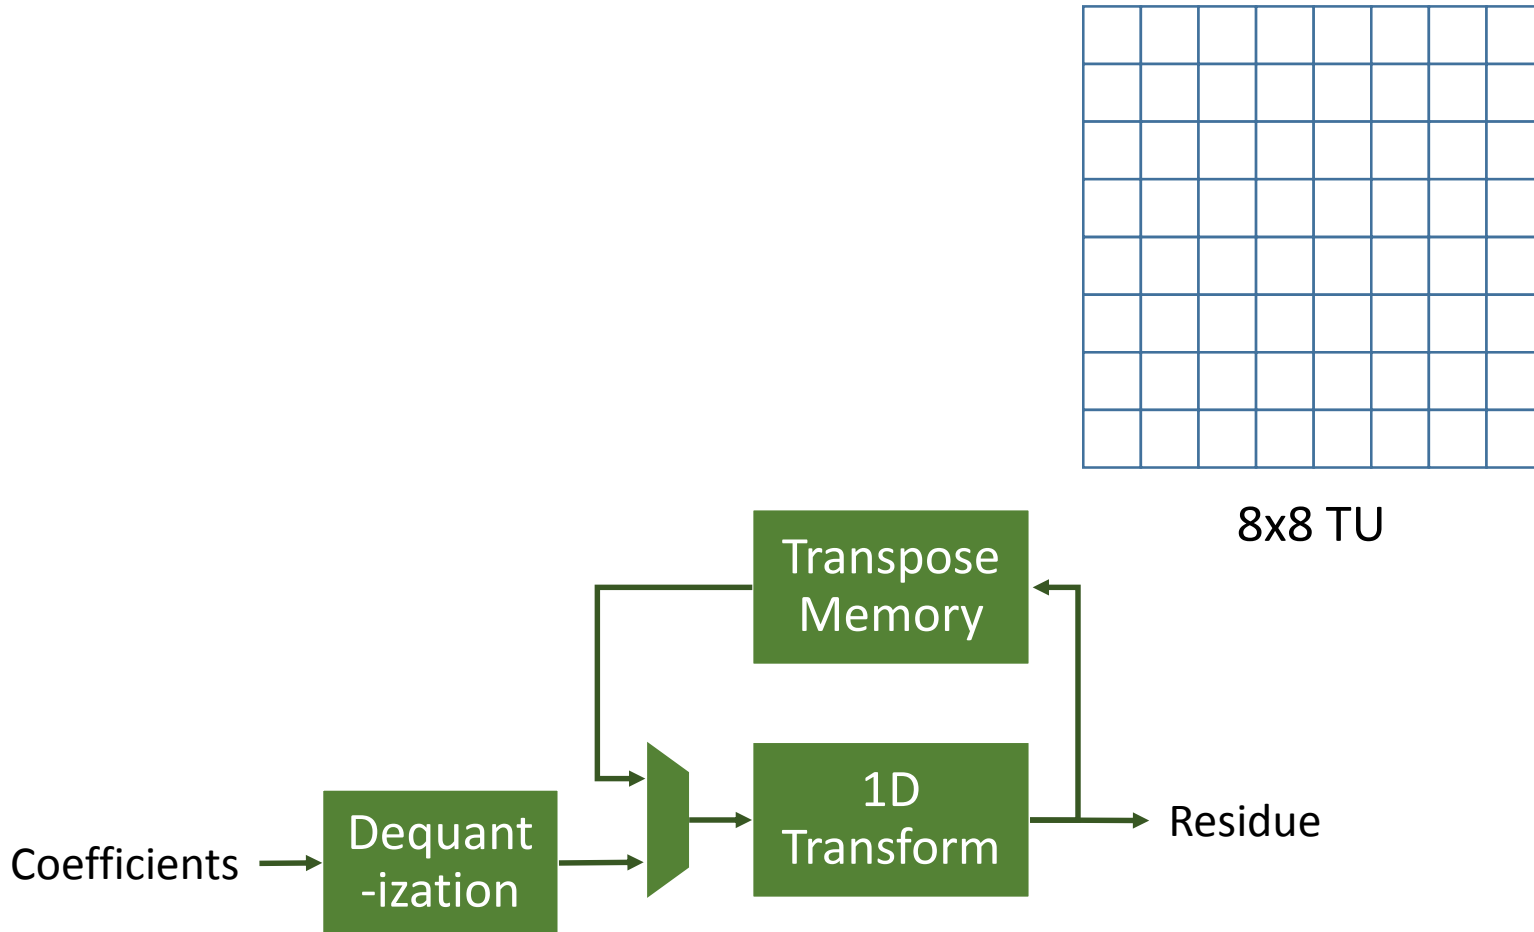 8x8 TU
Transpose
Memory
1D
Transform
Residue
Dequant
-ization
Coefficients